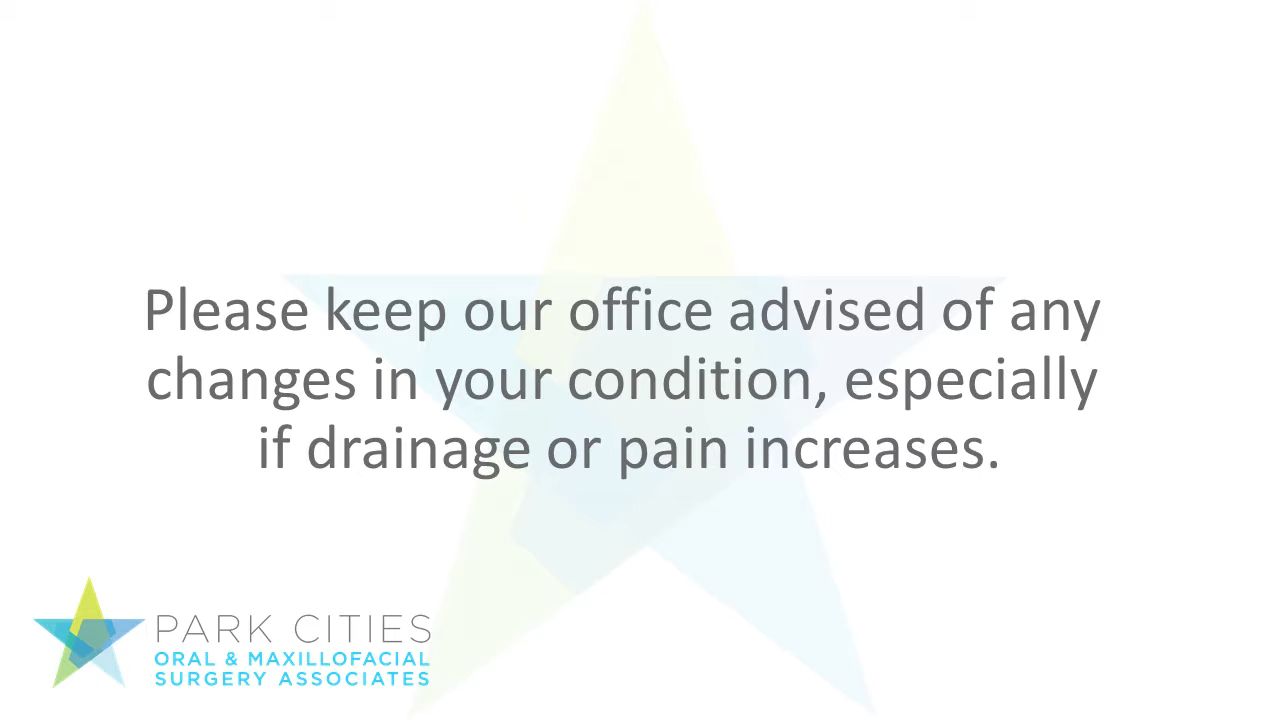 Please keep our office advised of any
changes in your condition, especially
if drainage or pain increases.
PARK CITIES
ORAL & MAXILLOFACIAL
SURGERY ASSOCIATES